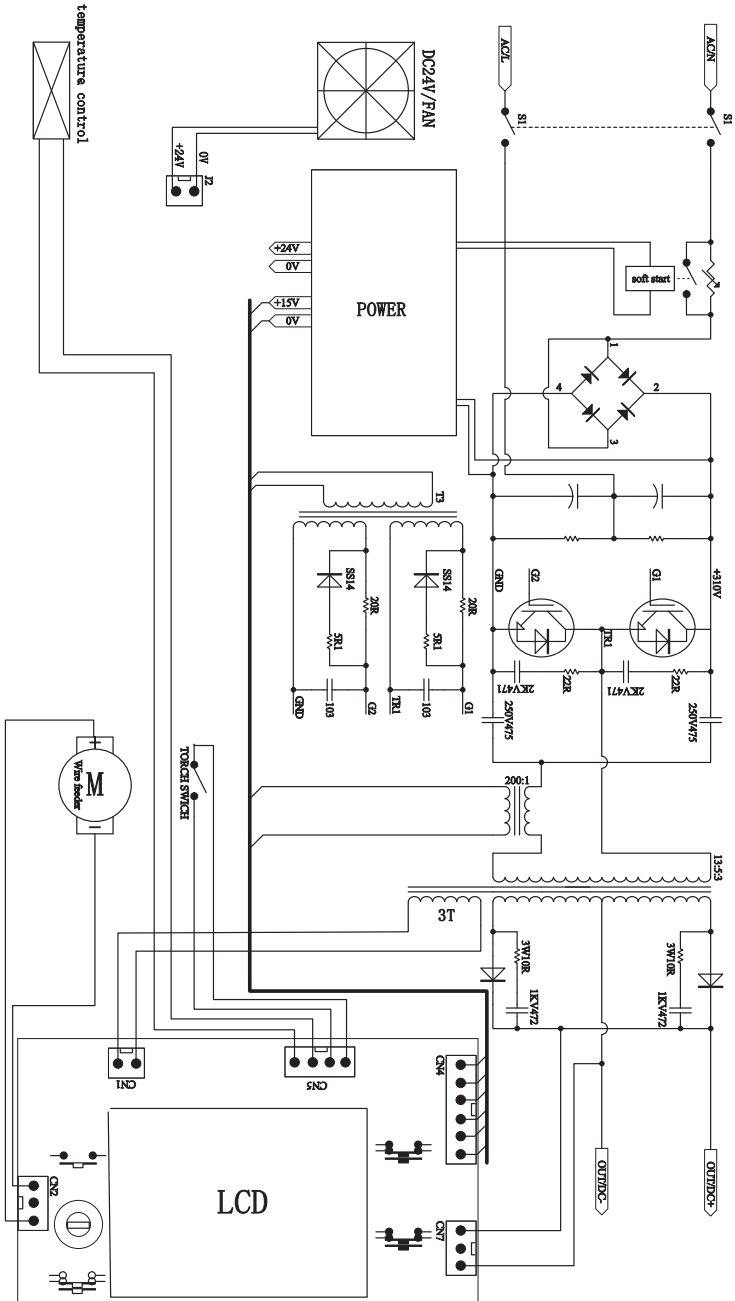 temperature control
DC24V/FAN
AC/L
AC/N
S1
S1
0V
+24V
J2
+24V
0V
+15V
0V
POWER
soft start
1
4
2
3
T3
SS14
20R
5R1
103
GND
G2
SS14
20R
5R1
103
TR1
G1
GND
G2
G1
+310V
TR1
2KV471
22R
2KV471
22R
250V475
250V475
TORCH SWICH
M
Wire feeder
+
−
200:1
13:5:3
3T
3W10R
1KV472
3W10R
1KV472
CN1
CN5
CN4
CN2
LCD
CN7
OUT/DC-
OUT/DC+